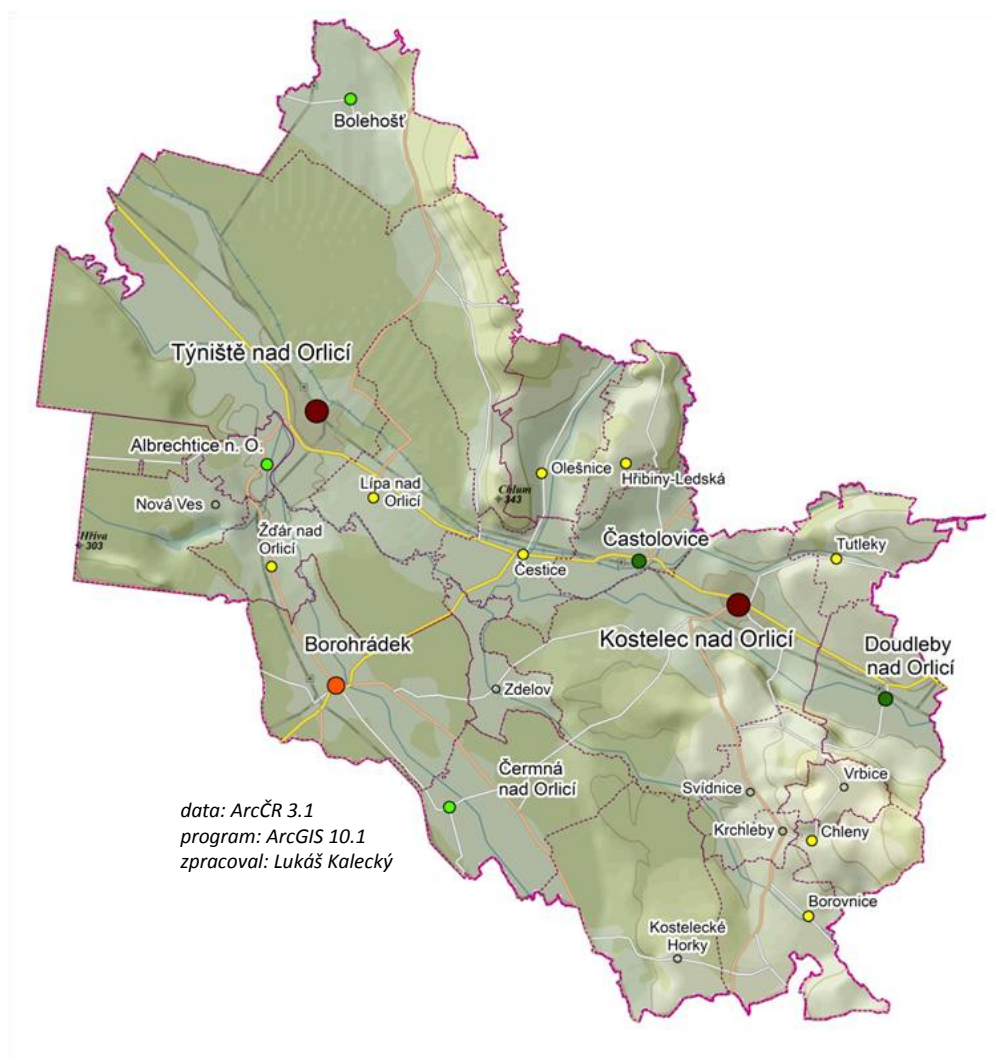 Bolehošť
Týniště nad Orlicí
Albrechtice n. O.
Olešnice
Hřibiny-Ledská
Lípa nad
Orlicí
Chlum
343
Nová Ves
Žďár nad
Orlicí
Hřiva
303
Častolovice
Tutleky
Čestice
Borohrádek
Kostelec nad Orlicí
Doudleby
nad Orlicí
Zdelov
Čermná
nad Orlicí
Svídnice
Vrbice
data: ArcČR 3.1
program: ArcGIS 10.1
zpracoval: Lukáš Kalecký
Krchleby
Chleny
Borovnice
Kostelecké
Horky